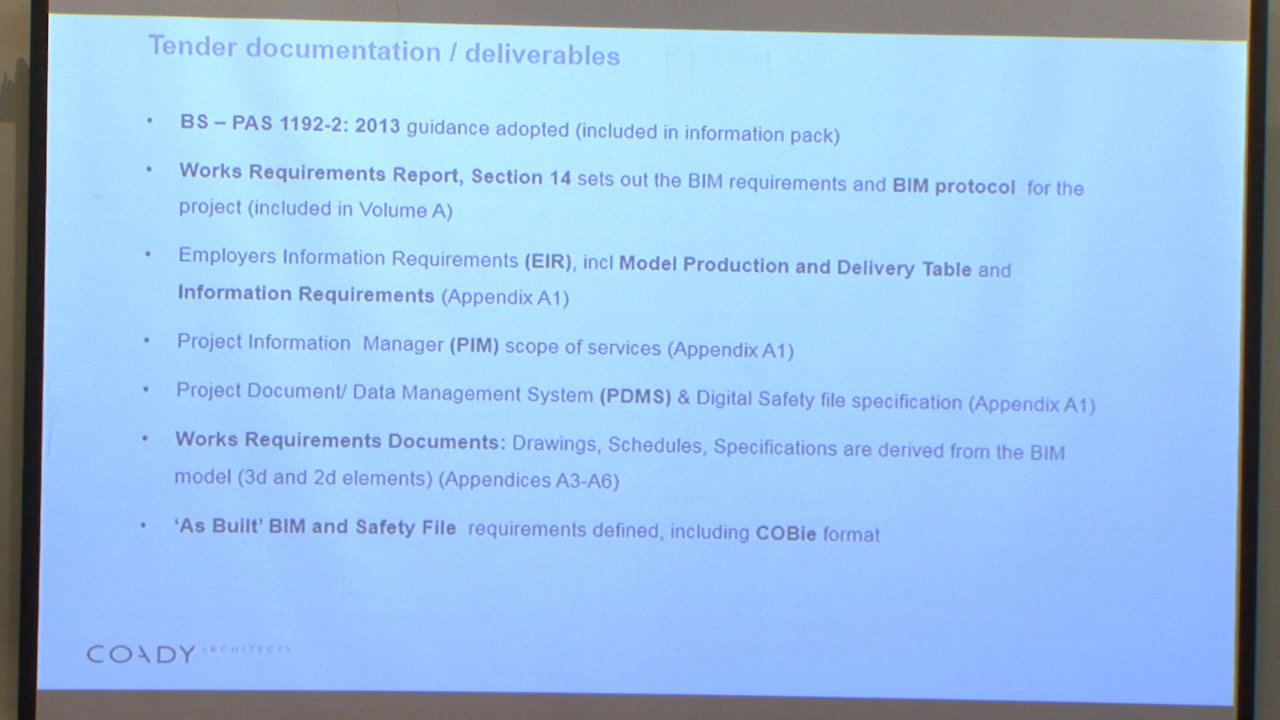 Tender documentation / deliverables
• BS – PAS 1192-2: 2013 guidance adopted (included in information pack)
• Works Requirements Report, Section 14 sets out the BIM requirements and BIM protocol for the
project (included in Volume A)
• Employers Information Requirements (EIR), incl Model Production and Delivery Table and
Information Requirements (Appendix A1)
• Project Information Manager (PIM) scope of services (Appendix A1)
• Project Document/ Data Management System (PDMS) & Digital Safety file specification (Appendix A1)
• Works Requirements Documents: Drawings, Schedules, Specifications are derived from the BIM
model (3d and 2d elements) (Appendices A3-A6)
• ‘As Built’ BIM and Safety File requirements defined, including COBie format
COADY ARCHITECTS